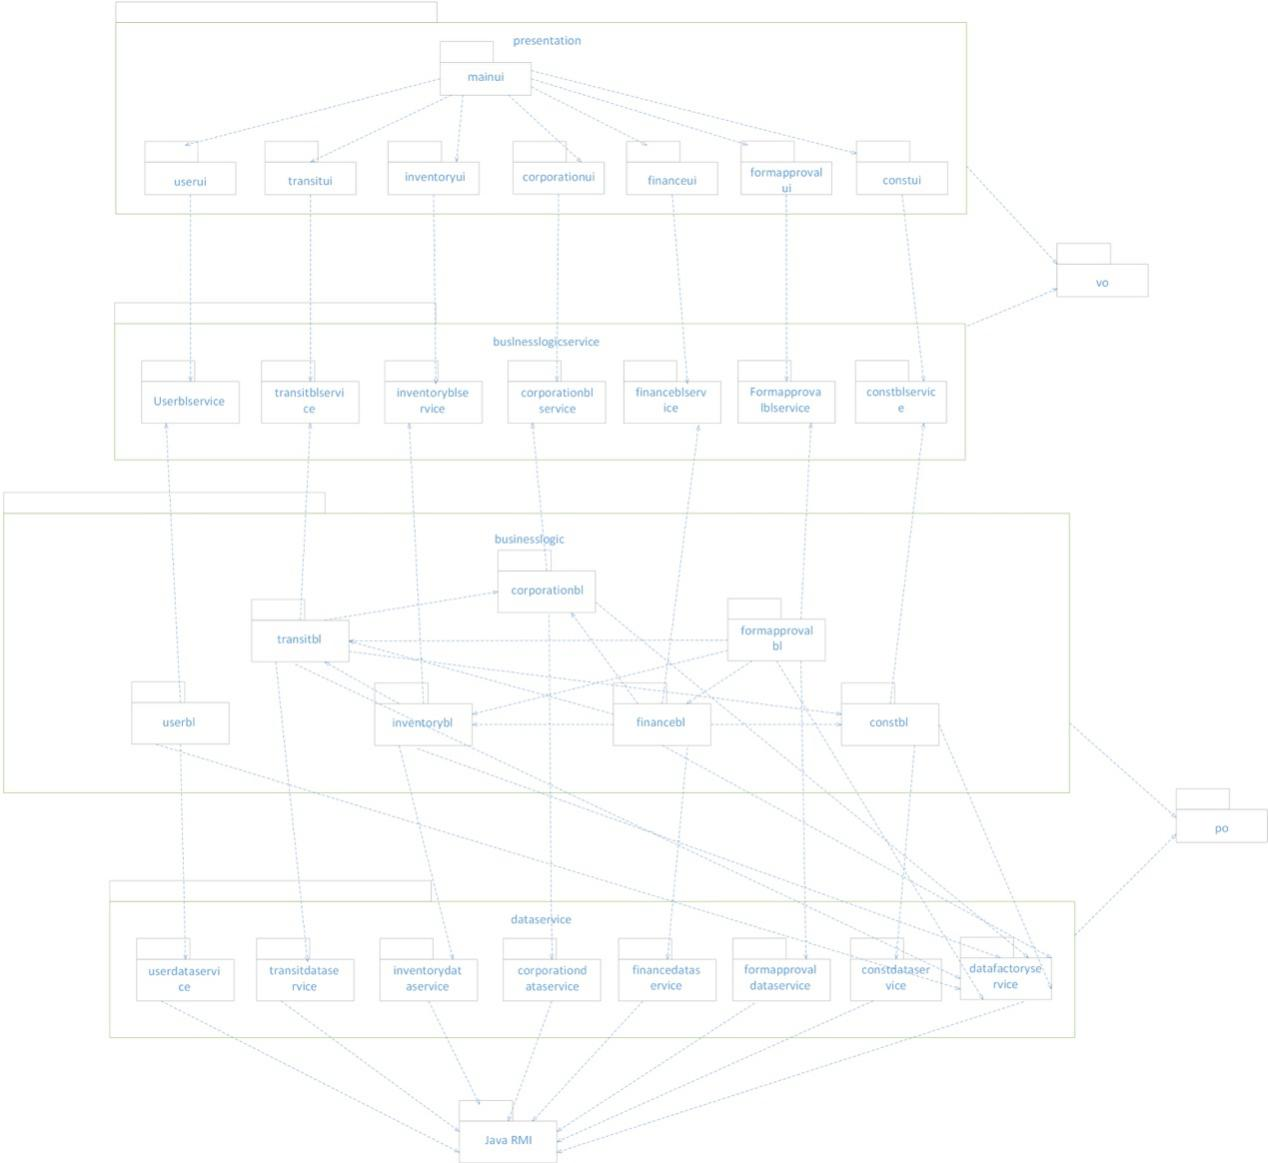 presentation
mainui
userui
transitui
inventoryui
corporationui
financeui
formapproval
ui
constui
vo
buslnesslogicservice
Userblservice
transitblservi
ce
inventoryblse
rvice
corporationbl
service
financeblserv
ice
Formapprova
lblservice
constblservic
e
businesslogic
corporationbl
transitbl
formapproval
bl
userbl
inventorybl
financebl
constbl
po
dataservice
userdataservi
ce
transitdatase
rvice
inventorydat
aservice
corporationd
ataservice
financedatas
ervice
formapproval
dataservice
constdataser
vice
datafactoryse
rvice
Java RMI